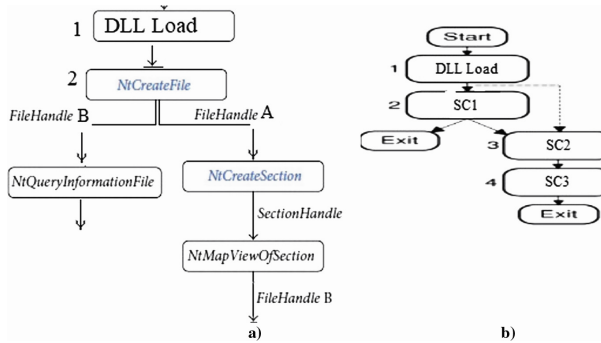 1 DLL Load
2 NtCreateFile
FileHandle B
FileHandle A
NtQueryInformationFile
NtCreateSection
SectionHandle
NtMapViewOfSection
FileHandle B
a)
Start
1 DLL Load
2 SC1
Exit
3 SC2
4 SC3
Exit
b)